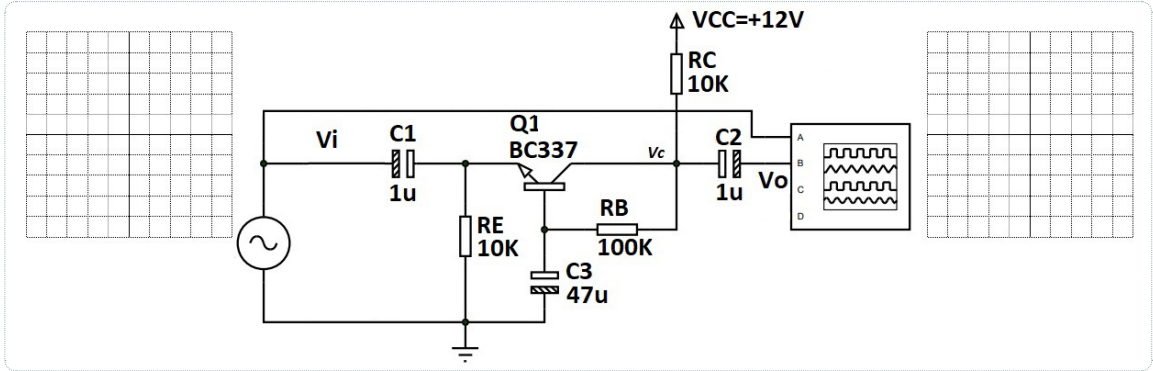 VCC=+12V
RC
10K
Q1
BC337
Vi
C1
1u
Vc
C2
1u
Vo
A
B
C
D
RE
10K
RB
100K
C3
47u